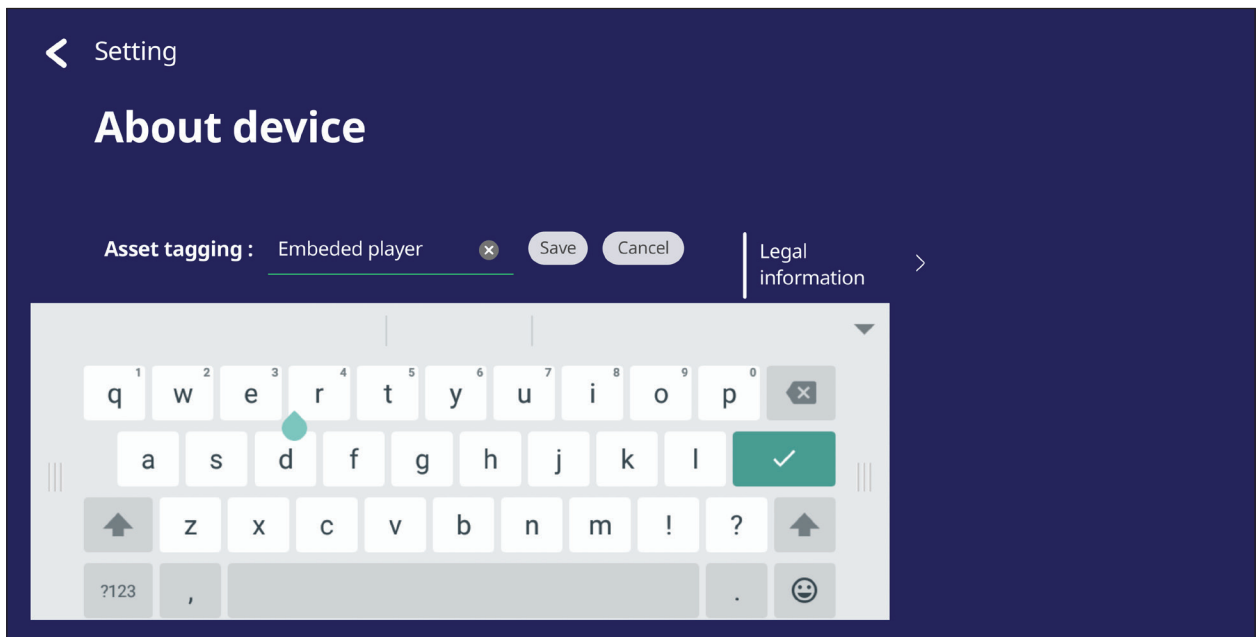 Setting
About device
Asset tagging : Embeded player Save Cancel
Legal
information
1 2 3 4 5 6 7 8 9 0
q w e r t y u i o p
a s d f g h j k l
z x c v b n m ! ?
?123 , .